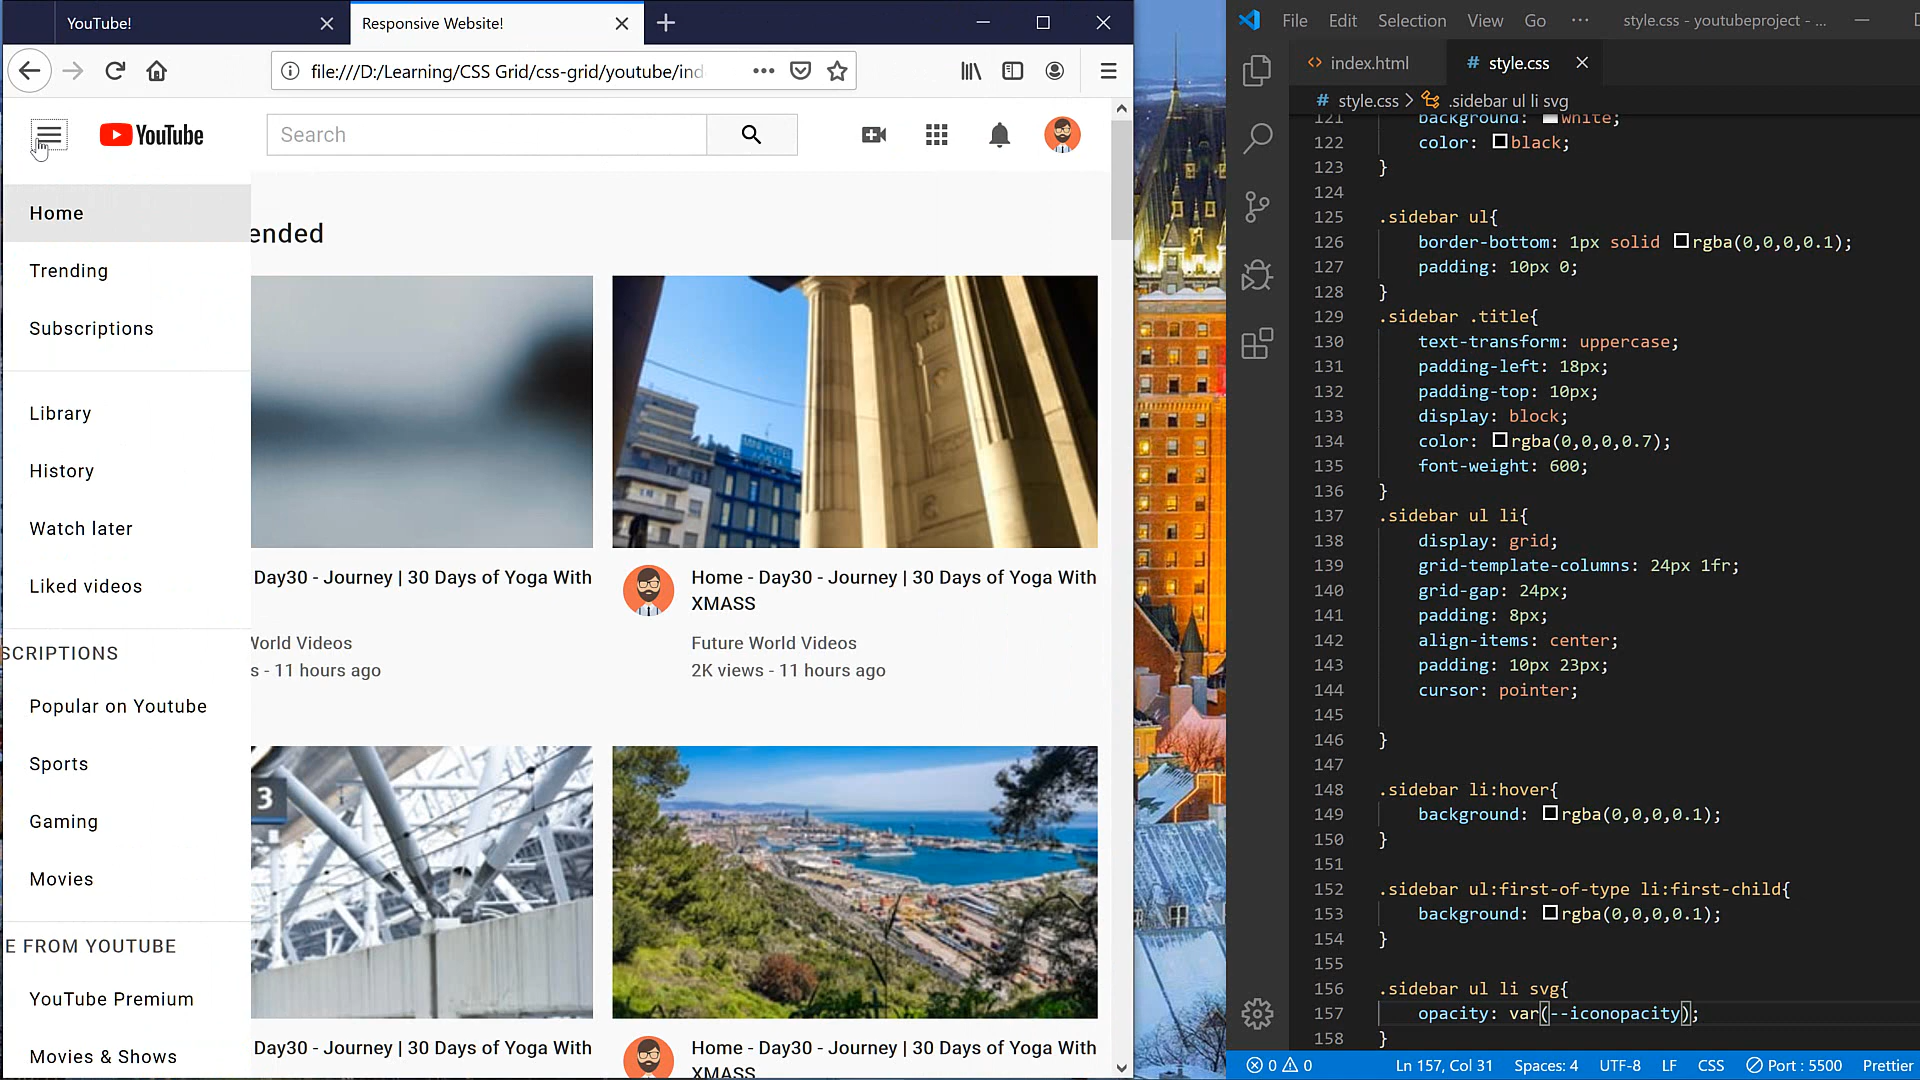 YouTube!
Responsive Website!
file:///D:/Learning/CSS Grid/css-grid/youtube/ind
YouTube
Search
Home
Trending
Subscriptions
Library
History
Watch later
Liked videos
SCRIPTIONS
Popular on Youtube
Sports
Gaming
Movies
E FROM YOUTUBE
YouTube Premium
Movies & Shows
ended
Day30 - Journey | 30 Days of Yoga With
World Videos
s - 11 hours ago
MINI HOTEL
Home - Day30 - Journey | 30 Days of Yoga With
XMASS
Future World Videos
2K views - 11 hours ago
3
Day30 - Journey | 30 Days of Yoga With
Home - Day30 - Journey | 30 Days of Yoga With
XMASS
File Edit Selection View Go ··· style.css - youtubeproject - ...
index.html
# style.css
# style.css > .sidebar ul li svg
121 background: white;
122 color: black;
123 }
124
125 .sidebar ul{
126 border-bottom: 1px solid rgba(0,0,0,0.1);
127 padding: 10px 0;
128 }
129 .sidebar .title{
130 text-transform: uppercase;
131 padding-left: 18px;
132 padding-top: 10px;
133 display: block;
134 color: rgba(0,0,0,0.7);
135 font-weight: 600;
136 }
137 .sidebar ul li{
138 display: grid;
139 grid-template-columns: 24px 1fr;
140 grid-gap: 24px;
141 padding: 8px;
142 align-items: center;
143 padding: 10px 23px;
144 cursor: pointer;
145
146 }
147
148 .sidebar li:hover{
149 background: rgba(0,0,0,0.1);
150 }
151
152 .sidebar ul:first-of-type li:first-child{
153 background: rgba(0,0,0,0.1);
154 }
155
156 .sidebar ul li svg{
157 opacity: var(--iconopacity);
158 }
0 0 Ln 157, Col 31 Spaces: 4 UTF-8 LF CSS Port : 5500 Prettier